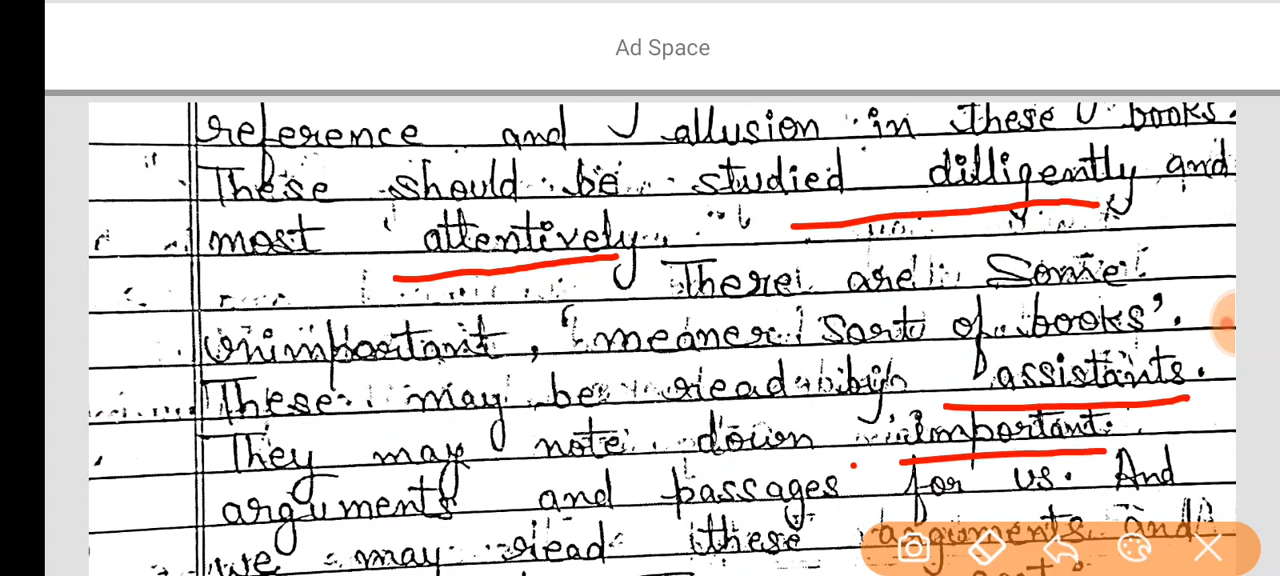 Ad Space
reference and allusion in these books.
These should be studied dilligently and
most attentively.
There are Some
unimportant, 'meaner sort of books'.
These may be read by assistants.
They may note down important
arguments and passages for us. And
we may read these arguments and